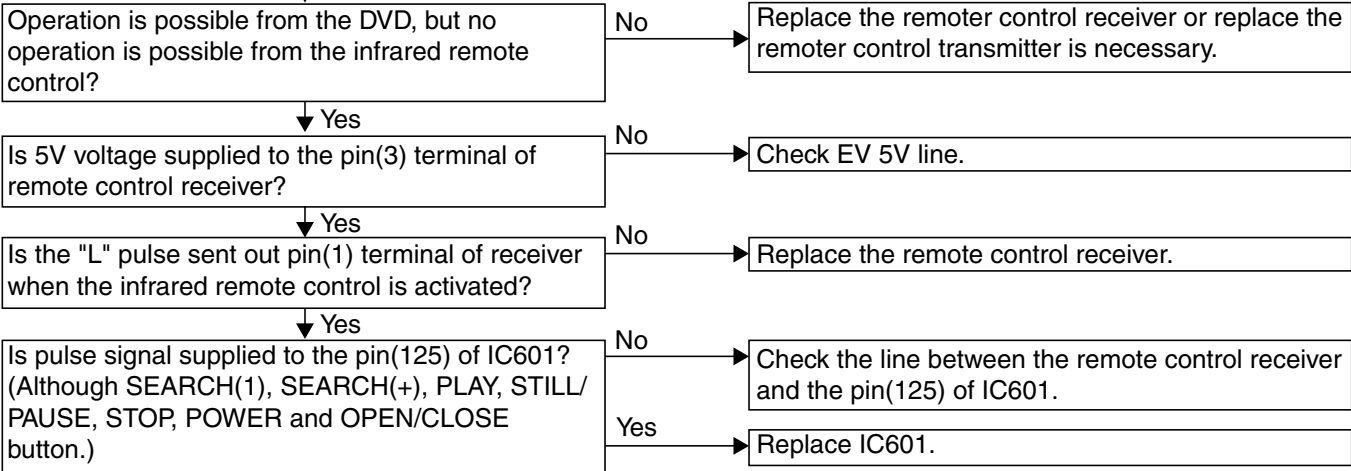 Operation is possible from the DVD, but no
operation is possible from the infrared remote
control?
No
Replace the remoter control receiver or replace the
remoter control transmitter is necessary.
Yes
Is 5V voltage supplied to the pin(3) terminal of
remote control receiver?
No
Check EV 5V line.
Yes
Is the "L" pulse sent out pin(1) terminal of receiver
when the infrared remote control is activated?
No
Replace the remote control receiver.
Yes
Is pulse signal supplied to the pin(125) of IC601?
(Although SEARCH(1), SEARCH(+), PLAY, STILL/
PAUSE, STOP, POWER and OPEN/CLOSE
button.)
No
Check the line between the remote control receiver
and the pin(125) of IC601.
Yes
Replace IC601.